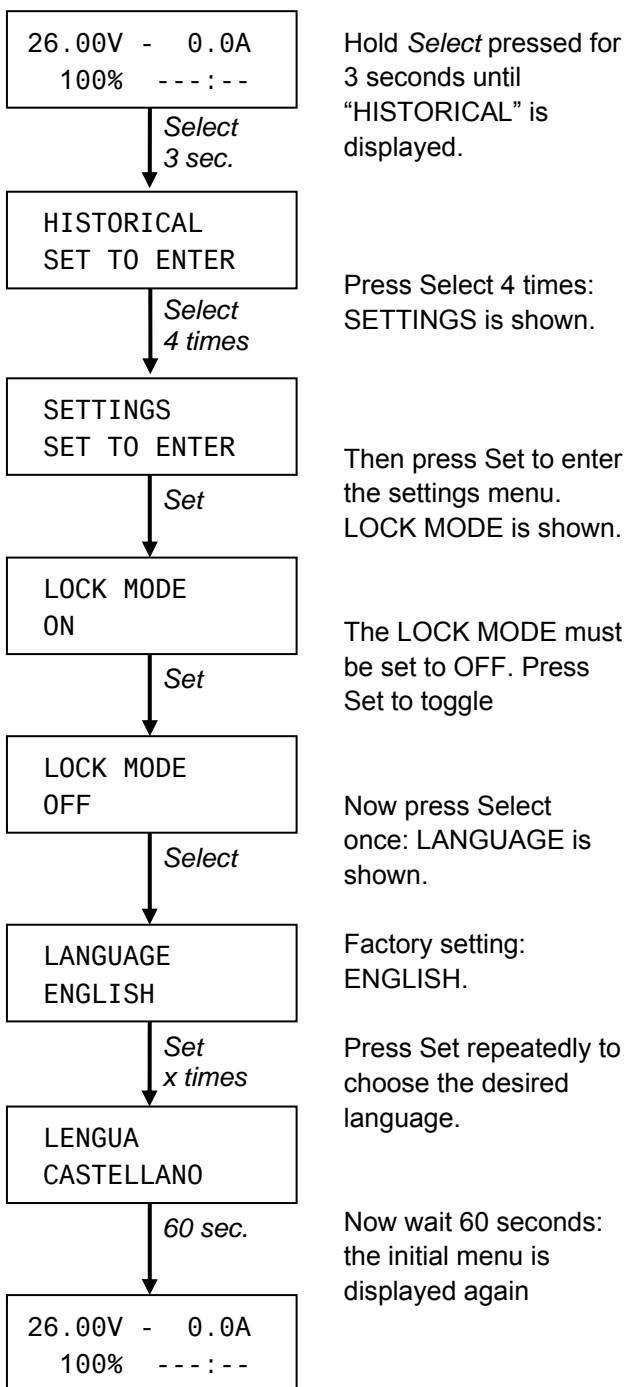 26.00V - 0.0A
100% ---:--
Hold Select pressed for
3 seconds until
“HISTORICAL” is
displayed.
Select
3 sec.
HISTORICAL
SET TO ENTER
Press Select 4 times:
SETTINGS is shown.
Select
4 times
SETTINGS
SET TO ENTER
Then press Set to enter
the settings menu.
LOCK MODE is shown.
Set
LOCK MODE
ON
The LOCK MODE must
be set to OFF. Press
Set to toggle
Set
LOCK MODE
OFF
Now press Select
once: LANGUAGE is
shown.
Select
LANGUAGE
ENGLISH
Factory setting:
ENGLISH.
Set
x times
Press Set repeatedly to
choose the desired
language.
LENGUA
CASTELLANO
60 sec.
Now wait 60 seconds:
the initial menu is
displayed again
26.00V - 0.0A
100% ---:--